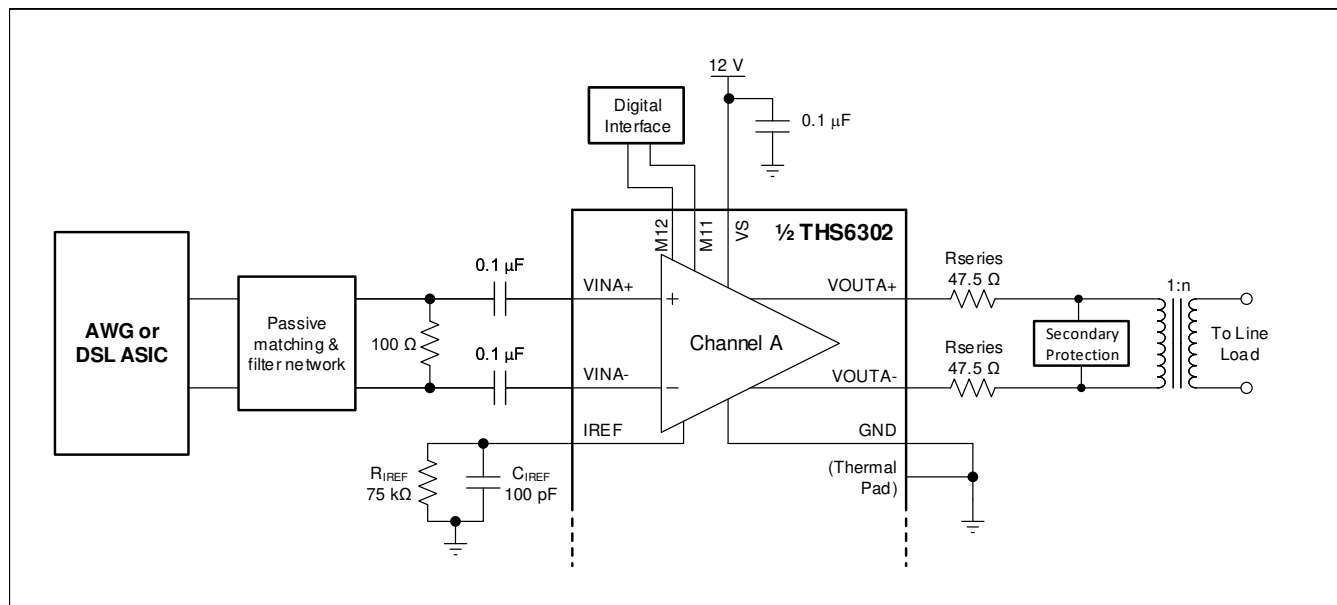 12 V
Digital
Interface
0.1 µF
M12
M11
VS
½ THS6302
AWG or
DSL ASIC
Passive
matching &
filter network
100 Ω
0.1 µF
0.1 µF
VINA+
VINA-
+
−
Channel A
VOUTA+
VOUTA-
Rseries
47.5 Ω
Rseries
47.5 Ω
Secondary
Protection
1:n
To Line
Load
IREF
RIREF
75 kΩ
CIREF
100 pF
GND
(Thermal
Pad)